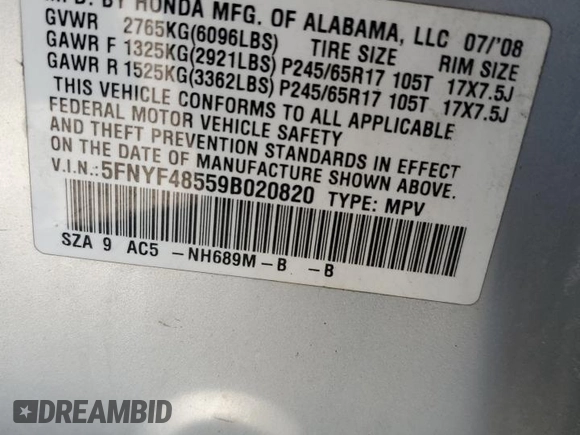 MFD. BY HONDA MFG. OF ALABAMA, LLC 07/'08
GVWR 2765KG(6096LBS) TIRE SIZE RIM SIZE
GAWR F 1325KG(2921LBS) P245/65R17 105T 17X7.5J
GAWR R 1525KG(3362LBS) P245/65R17 105T 17X7.5J
THIS VEHICLE CONFORMS TO ALL APPLICABLE
FEDERAL MOTOR VEHICLE SAFETY
AND THEFT PREVENTION STANDARDS IN EFFECT
ON THE DATE OF MANUFACTURE SHOWN ABOVE.
V.I.N.:5FNYF48559B020820 TYPE: MPV
SZA 9 AC5 -NH689M-B -B
DREAMBID